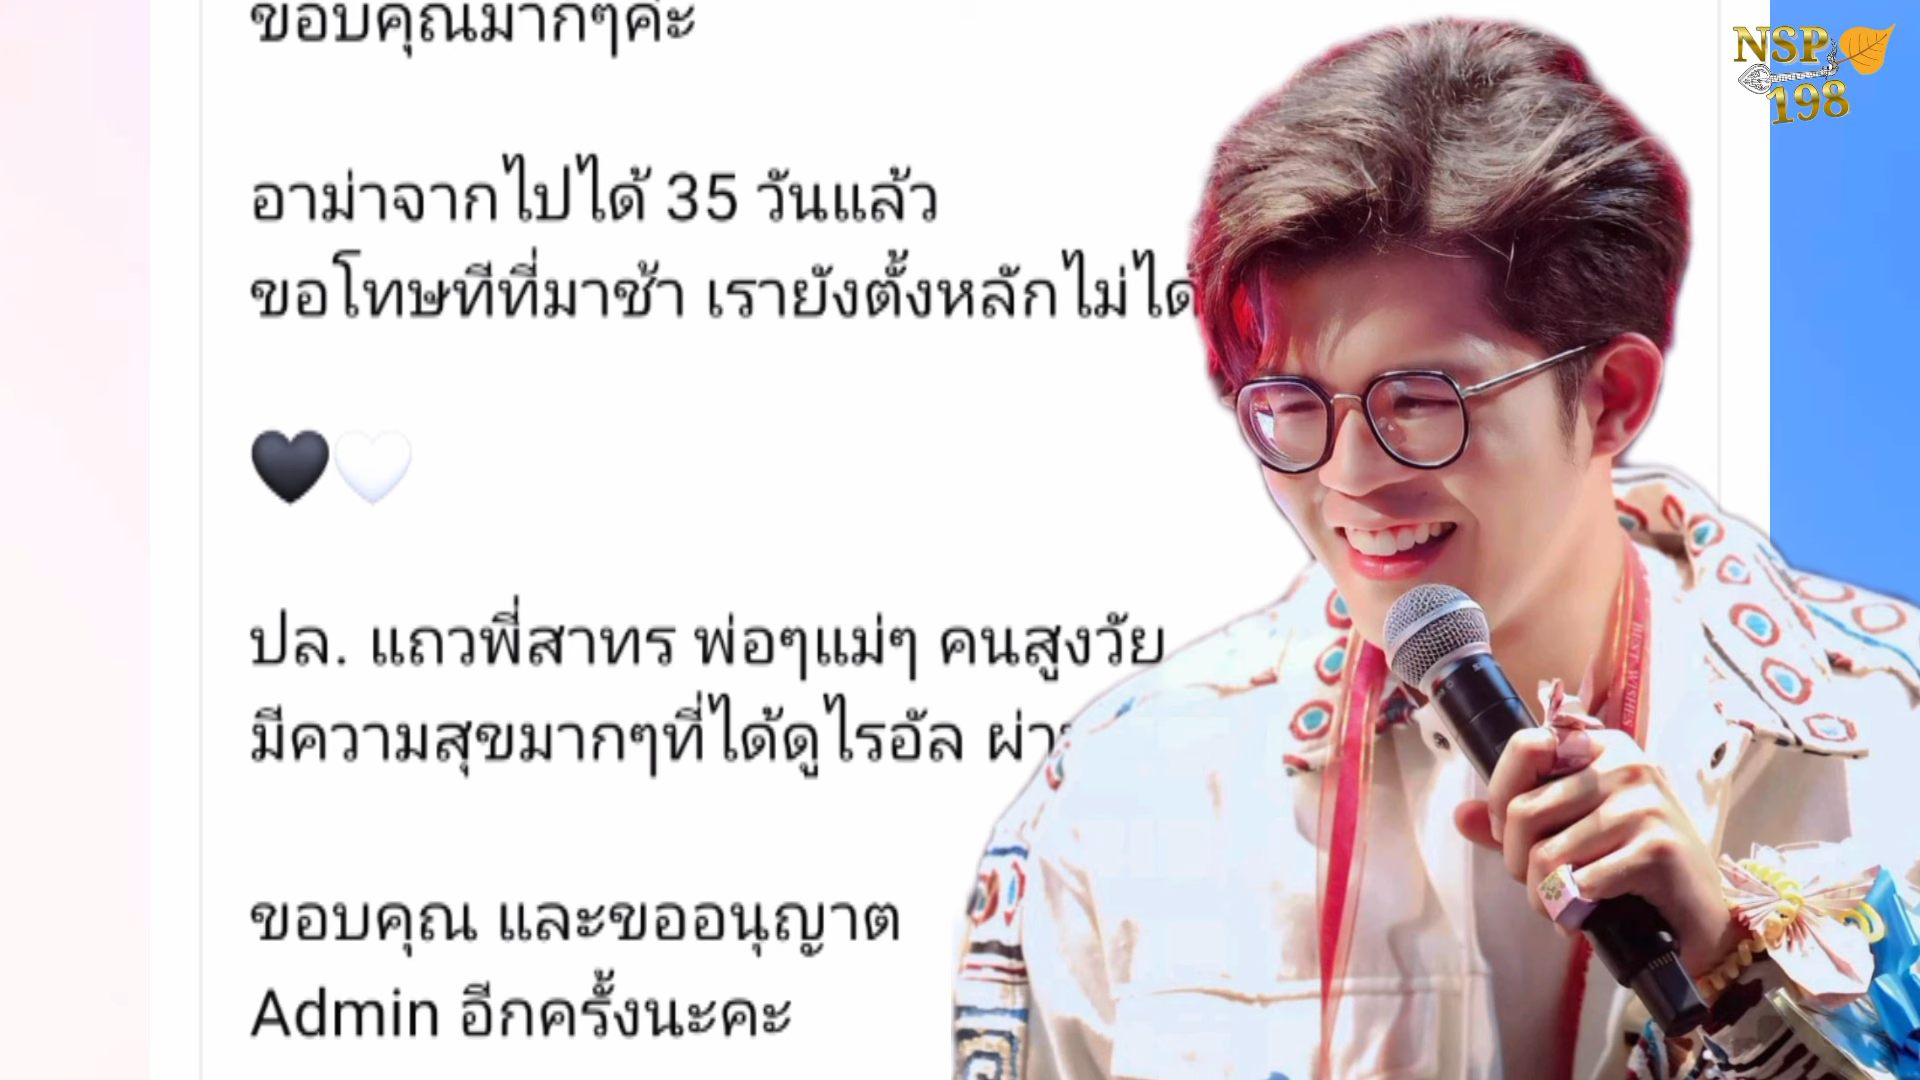 ขอบคุณมากๆค่ะ
NSP
198
อาม่าจากไปได้ 35 วันแล้ว
ขอโทษทีที่มาช้า เรายังตั้งหลักไม่ได้
🖤🤍
ปล. แถวพี่สาทร พ่อๆแม่ๆ คนสูงวัย
มีความสุขมากๆที่ได้ดูไรอัล
ขอบคุณ และขออนุญาต
Admin อีกครั้งนะคะ
BEST WISHES